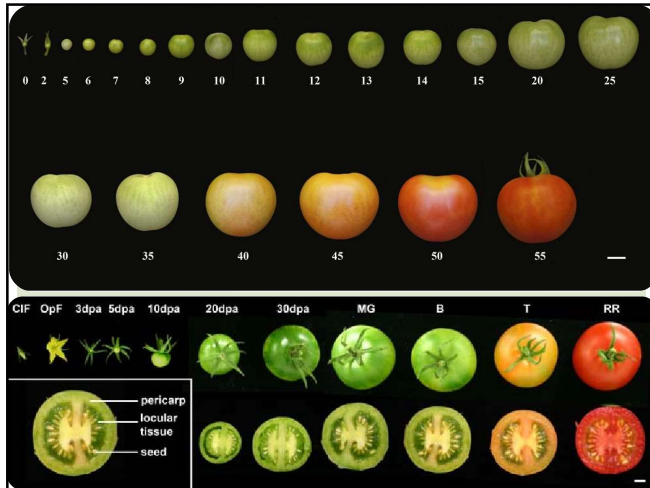 0 2 5 6 7 8 9 10 11 12 13 14 15 20 25
30 35 40 45 50 55
ClF OpF 3dpa 5dpa 10dpa 20dpa 30dpa MG B T RR
pericarp
locular
tissue
seed